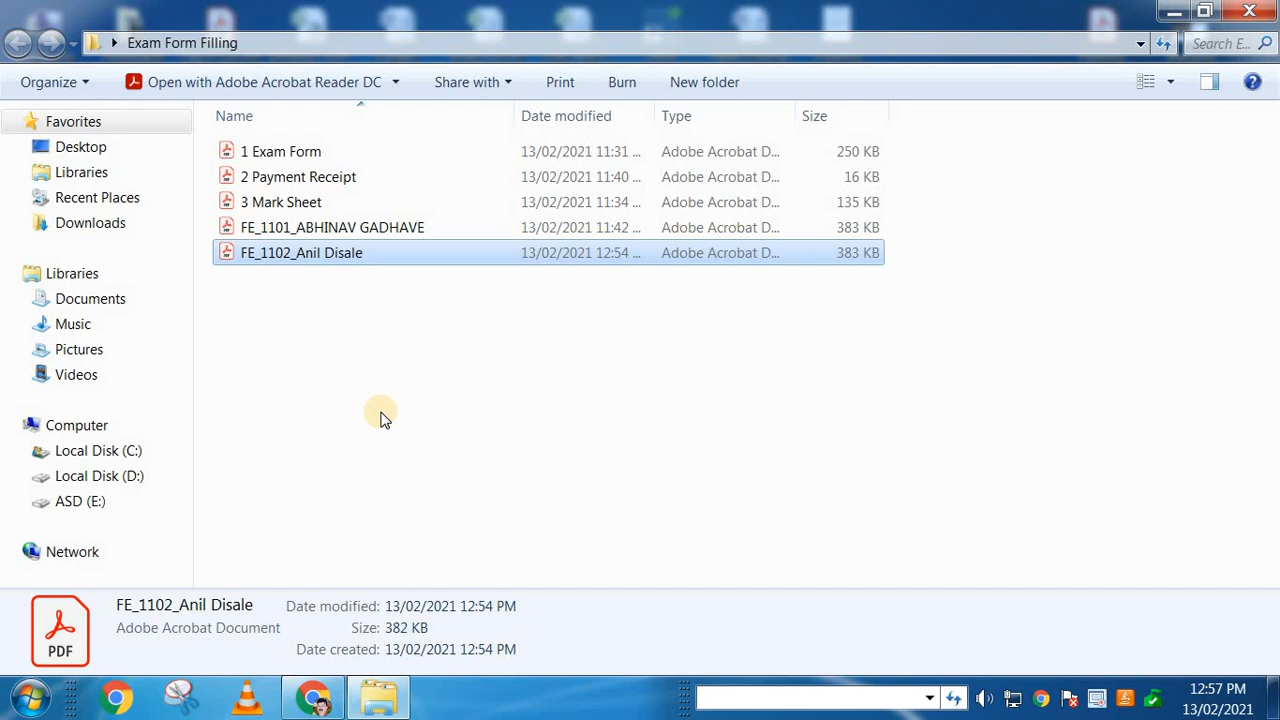 Exam Form Filling
Search E...
Organize
Open with Adobe Acrobat Reader DC
Share with
Print
Burn
New folder
Name
Date modified
Type
Size
Favorites
Desktop
Libraries
Recent Places
Downloads
Libraries
Documents
Music
Pictures
Videos
Computer
Local Disk (C:)
Local Disk (D:)
ASD (E:)
Network
1 Exam Form 13/02/2021 11:31 ... Adobe Acrobat D... 250 KB
2 Payment Receipt 13/02/2021 11:40 ... Adobe Acrobat D... 16 KB
3 Mark Sheet 13/02/2021 11:34 ... Adobe Acrobat D... 135 KB
FE_1101_ABHINAV GADHAVE 13/02/2021 11:42 ... Adobe Acrobat D... 383 KB
FE_1102_Anil Disale 13/02/2021 12:54 ... Adobe Acrobat D... 383 KB
PDF
FE_1102_Anil Disale
Adobe Acrobat Document
Date modified: 13/02/2021 12:54 PM
Size: 382 KB
Date created: 13/02/2021 12:54 PM
12:57 PM
13/02/2021